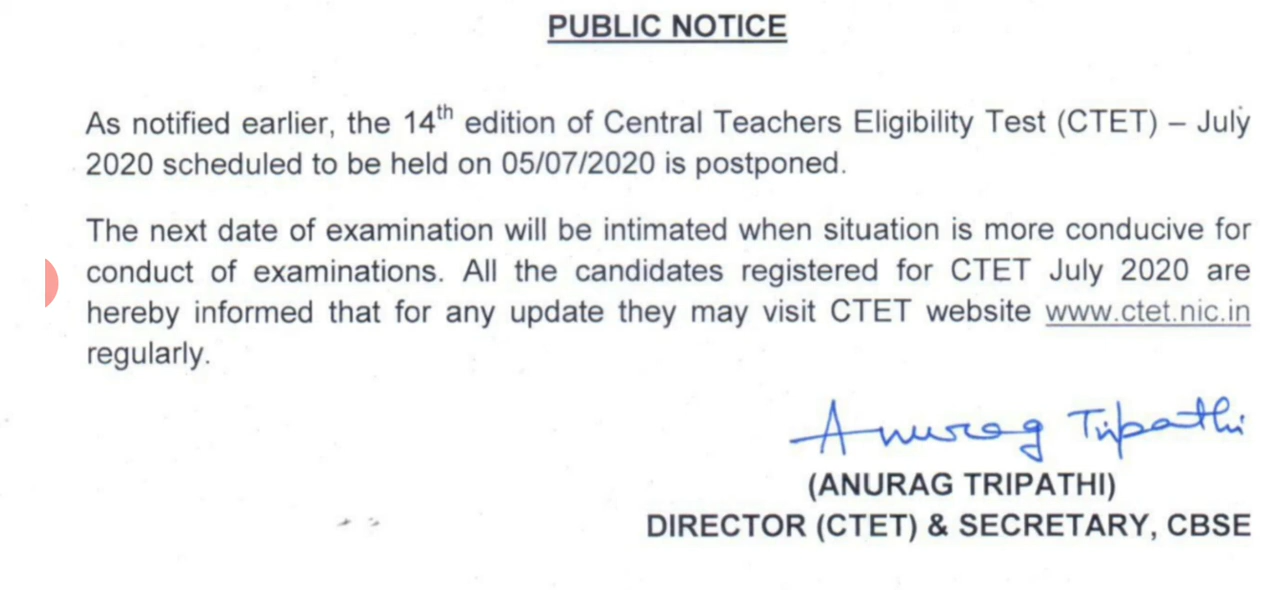 PUBLIC NOTICE
As notified earlier, the 14th edition of Central Teachers Eligibility Test (CTET) – July
2020 scheduled to be held on 05/07/2020 is postponed.
The next date of examination will be intimated when situation is more conducive for
conduct of examinations. All the candidates registered for CTET July 2020 are
hereby informed that for any update they may visit CTET website www.ctet.nic.in
regularly.
Anurag Tripathi
(ANURAG TRIPATHI)
DIRECTOR (CTET) & SECRETARY, CBSE